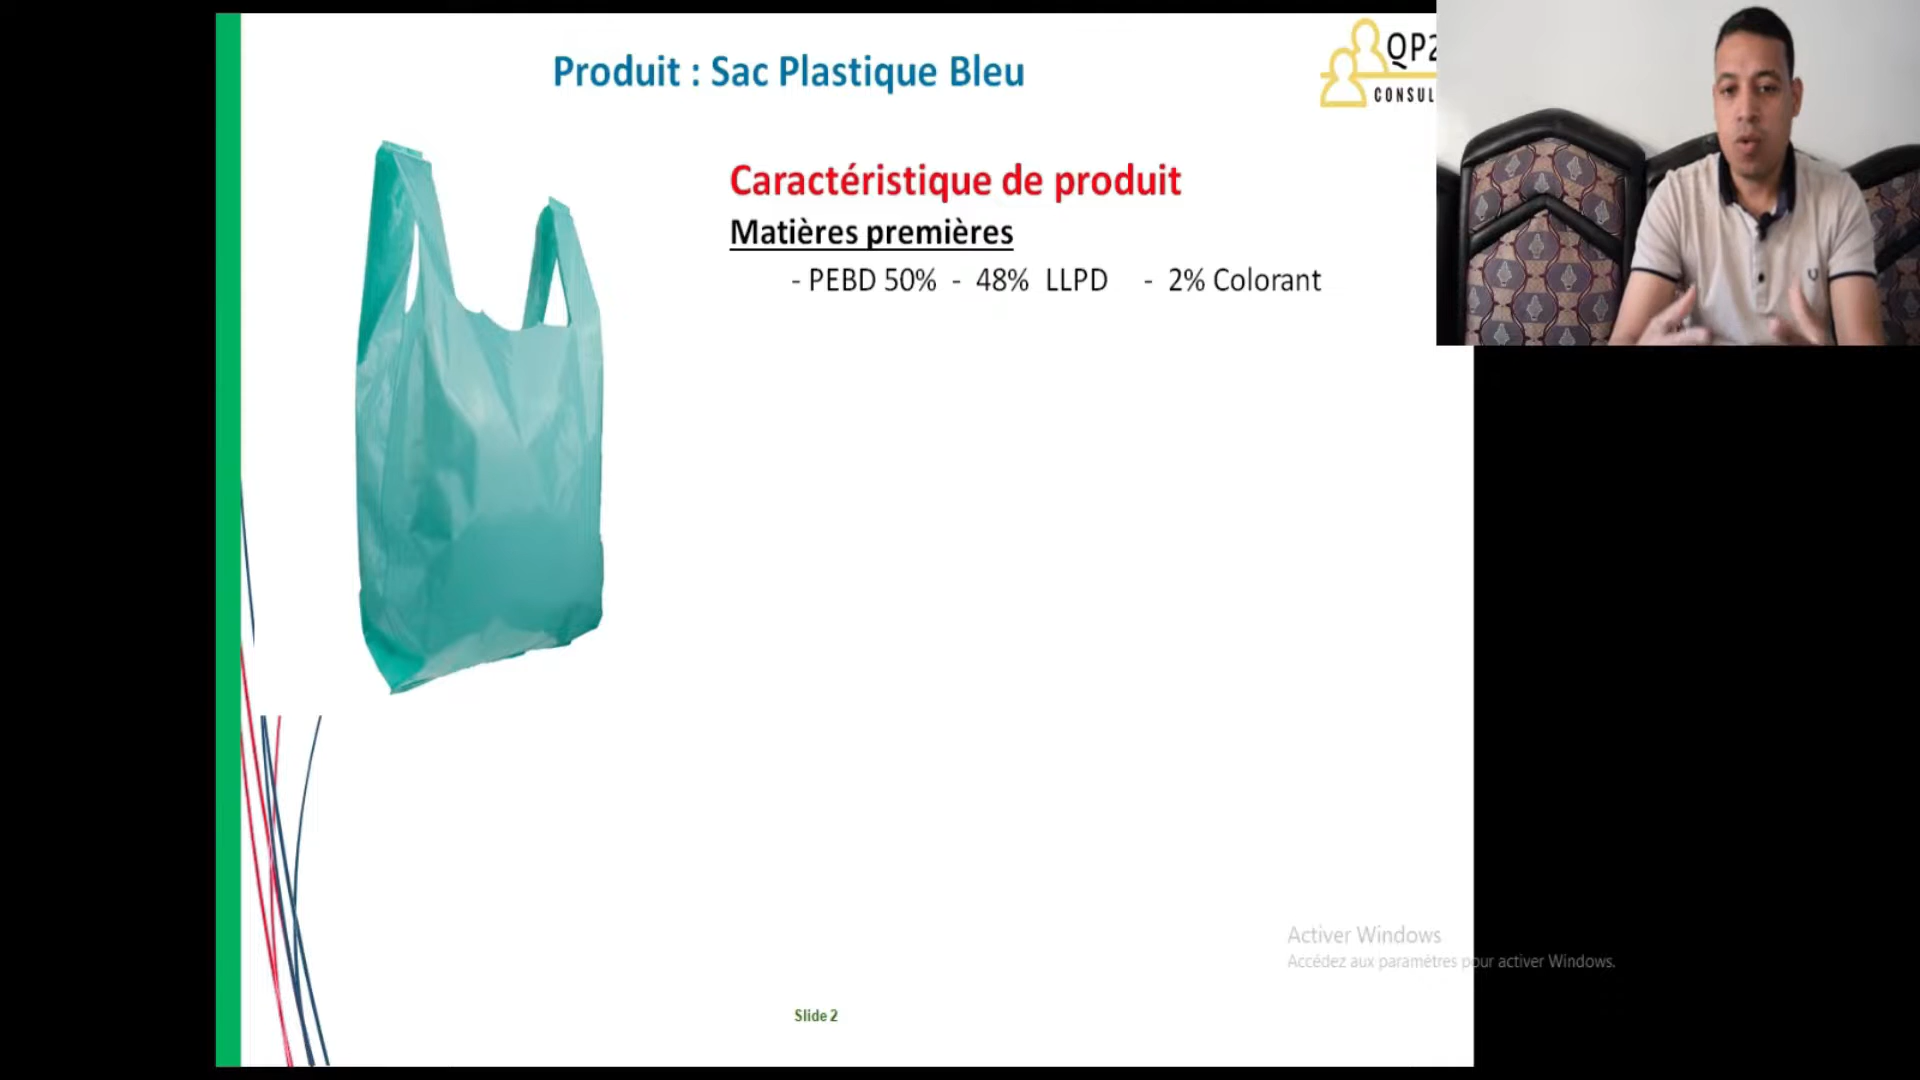 Produit : Sac Plastique Bleu
Caractéristique de produit
Matières premières
- PEBD 50% - 48% LLPD - 2% Colorant
Activer Windows
Accédez aux paramètres pour activer Windows.
Slide 2